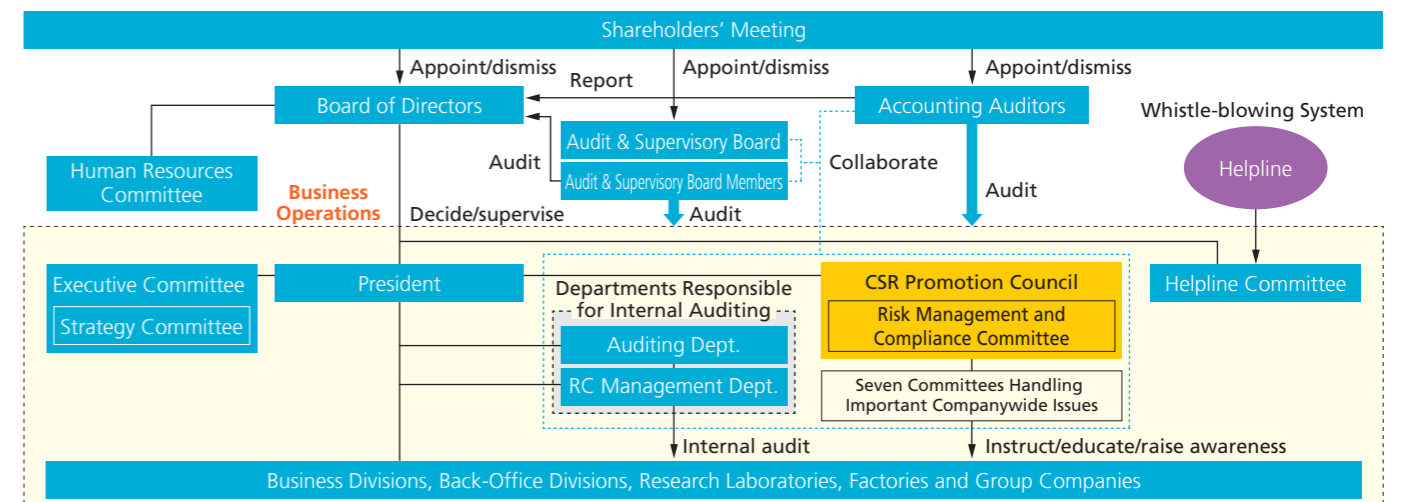 Shareholders' Meeting
Appoint/dismiss
Appoint/dismiss
Appoint/dismiss
Report
Board of Directors
Accounting Auditors
Whistle-blowing System
Audit & Supervisory Board
Audit
Collaborate
Helpline
Human Resources
Committee
Audit & Supervisory Board Members
Audit
Business
Operations
Decide/supervise
Audit
Executive Committee
President
Departments Responsible
for Internal Auditing
CSR Promotion Council
Helpline Committee
Strategy Committee
Risk Management and
Compliance Committee
Auditing Dept.
RC Management Dept.
Seven Committees Handling
Important Companywide Issues
Internal audit
Instruct/educate/raise awareness
Business Divisions, Back-Office Divisions, Research Laboratories, Factories and Group Companies